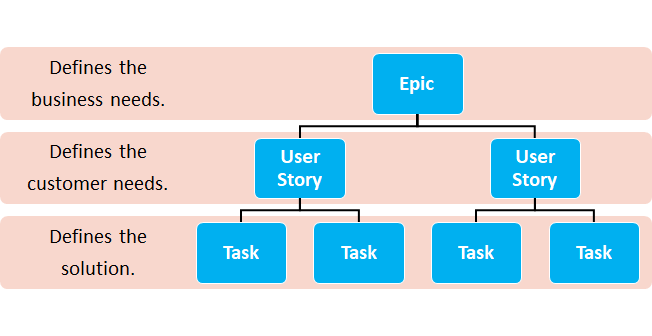 Defines the
business needs.
Epic
Defines the
customer needs.
User
Story
User
Story
Defines the
solution.
Task
Task
Task
Task